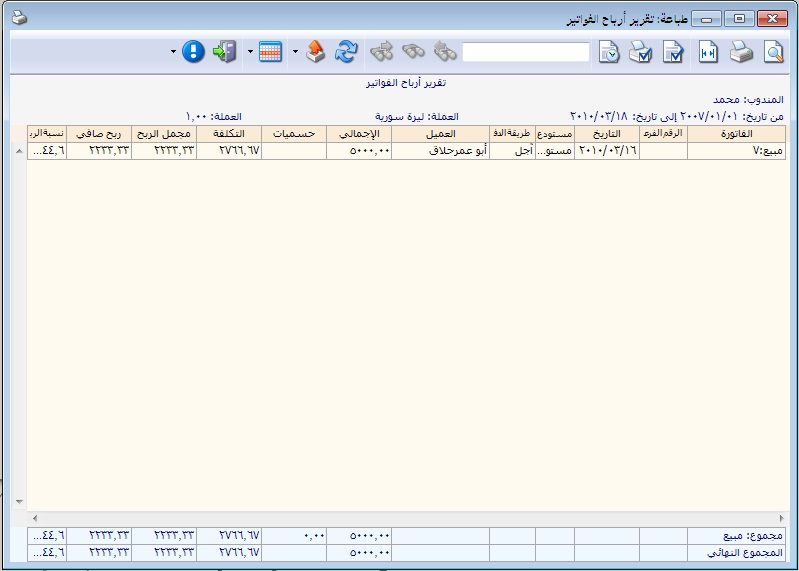 طباعة: تقرير أرباح الفواتير
تقرير أرباح الفواتير
المندوب: محمد
من تاريخ: ٢٠٠٧/٠١/٠١ إلى تاريخ: ٢٠١٠/٠٣/١٨ العملة: ليرة سورية العملة: ١,٠٠
الفاتورة الرقم الفرع التاريخ مستودع طريقة الدف العميل الإجمالي حسميات التكلفة مجمل الربح ربح صافي نسبة الرب
مبيع:٧ ٢٠١٠/٠٣/١٦ مستو... آجل أبو عمرحلاق ٥٠٠٠,٠٠ ٢٧٦٦,٦٧ ٢٢٣٣,٣٣ ٢٢٣٣,٣٣ ٤٤,٦...
مجموع: مبيع ٥٠٠٠,٠٠ ٠,٠٠ ٢٧٦٦,٦٧ ٢٢٣٣,٣٣ ٢٢٣٣,٣٣ ٤٤,٦...
المجموع النهائي ٥٠٠٠,٠٠ ٢٧٦٦,٦٧ ٢٢٣٣,٣٣ ٢٢٣٣,٣٣ ٤٤,٦...